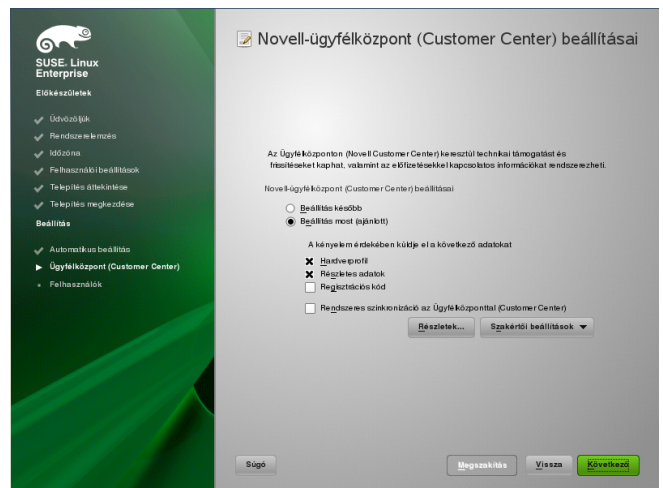 SUSE. Linux
Enterprise
Előkészületek
Üdvözöljük
Rendszerelemzés
Időzóna
Felhasználói beállítások
Telepítés áttekintése
Telepítés megkezdése
Beállítás
Automatikus beállítás
Ügyfélközpont (Customer Center)
Felhasználók
Novell-ügyfélközpont (Customer Center) beállításai
Az Ügyfélközponton (Novell Customer Center) keresztül technikai támogatást és
frissítéseket kaphat, valamint az előfizetésekkel kapcsolatos információkat rendszerezheti.
Novell-ügyfélközpont (Customer Center) beállításai
Beállítás később
Beállítás most (ajánlott)
A kényelem érdekében küldje el a következő adatokat
Hardverprofil
Részletes adatok
Regisztrációs kód
Rendszeres szinkronizáció az Ügyfélközponttal (Customer Center)
Részletek... Szakértői beállítások
Súgó Megszakítás Vissza Következő